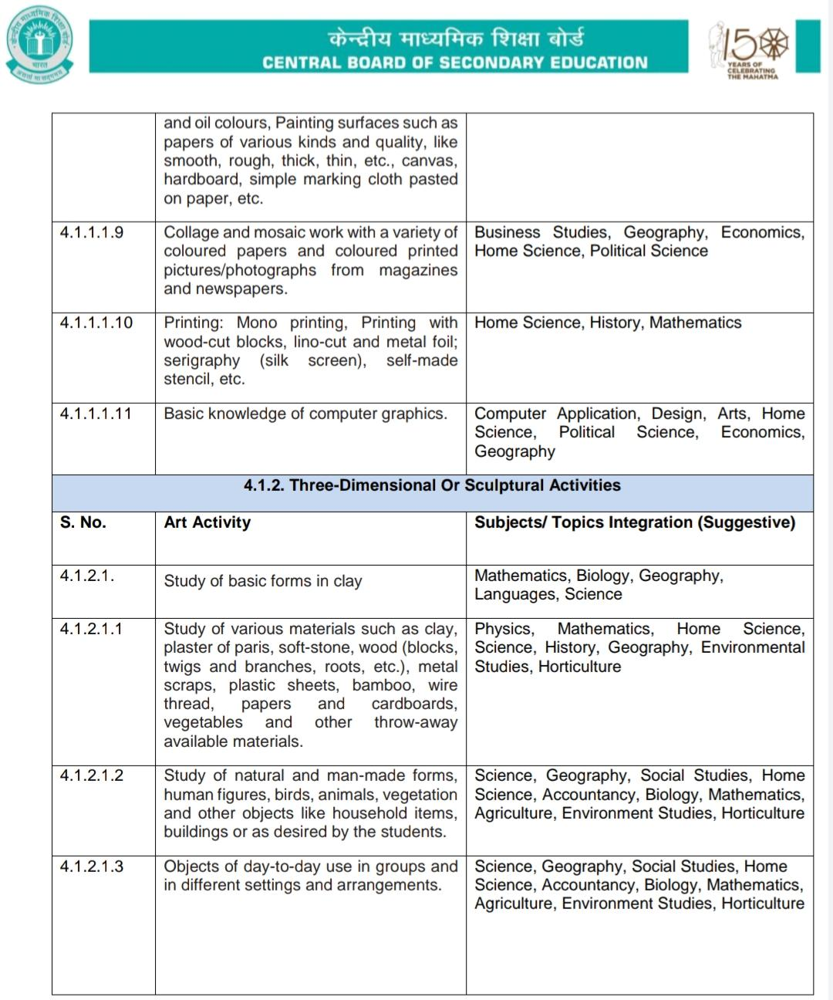 केन्द्रीय माध्यमिक शिक्षा बोर्ड
भारत
असतो मा सद्गमय
केन्द्रीय माध्यमिक शिक्षा बोर्ड
CENTRAL BOARD OF SECONDARY EDUCATION
150
YEARS OF
CELEBRATING
THE MAHATMA
and oil colours, Painting surfaces such as
papers of various kinds and quality, like
smooth, rough, thick, thin, etc., canvas,
hardboard, simple marking cloth pasted
on paper, etc.
4.1.1.1.9
Collage and mosaic work with a variety of
coloured papers and coloured printed
pictures/photographs from magazines
and newspapers.
Business Studies, Geography, Economics,
Home Science, Political Science
4.1.1.1.10
Printing: Mono printing, Printing with
wood-cut blocks, lino-cut and metal foil;
serigraphy (silk screen), self-made
stencil, etc.
Home Science, History, Mathematics
4.1.1.1.11
Basic knowledge of computer graphics.
Computer Application, Design, Arts, Home
Science, Political Science, Economics,
Geography
4.1.2. Three-Dimensional Or Sculptural Activities
S. No.
Art Activity
Subjects/ Topics Integration (Suggestive)
4.1.2.1.
Study of basic forms in clay
Mathematics, Biology, Geography,
Languages, Science
4.1.2.1.1
Study of various materials such as clay,
plaster of paris, soft-stone, wood (blocks,
twigs and branches, roots, etc.), metal
scraps, plastic sheets, bamboo, wire
thread, papers and cardboards,
vegetables and other throw-away
available materials.
Physics, Mathematics, Home Science,
Science, History, Geography, Environmental
Studies, Horticulture
4.1.2.1.2
Study of natural and man-made forms,
human figures, birds, animals, vegetation
and other objects like household items,
buildings or as desired by the students.
Science, Geography, Social Studies, Home
Science, Accountancy, Biology, Mathematics,
Agriculture, Environment Studies, Horticulture
4.1.2.1.3
Objects of day-to-day use in groups and
in different settings and arrangements.
Science, Geography, Social Studies, Home
Science, Accountancy, Biology, Mathematics,
Agriculture, Environment Studies, Horticulture